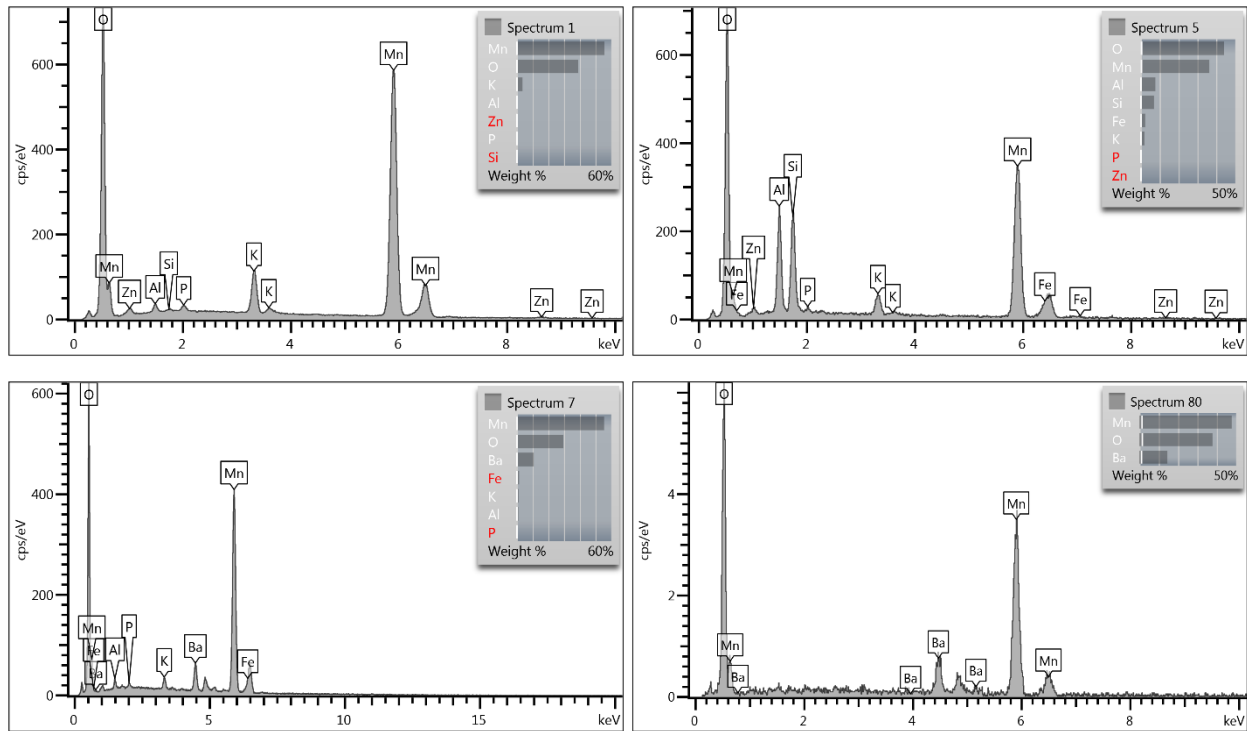 Spectrum 1
Mn
O
K
Al
Zn
P
Si
Weight % 60%
cps/eV
600
400
200
0
O
Mn
Zn
Al
Si
P
K
K
Mn
Mn
Zn
Zn
0 2 4 6 8 keV
Spectrum 5
O
Mn
Al
Si
Fe
K
P
Zn
Weight % 50%
cps/eV
600
400
200
0
O
Mn
Fe
Zn
Al
Si
P
K
K
Mn
Fe
Fe
Zn
Zn
0 2 4 6 8 keV
Spectrum 7
Mn
O
Ba
Fe
K
Al
P
Weight % 60%
cps/eV
600
400
200
0
O
Mn
Fe
Ba
Al
P
K
Ba
Mn
Fe
0 5 10 15 keV
Spectrum 80
Mn
O
Ba
Weight % 50%
cps/eV
4
2
0
O
Mn
Ba
Ba
Ba
Ba
Mn
Mn
0 2 4 6 8 keV